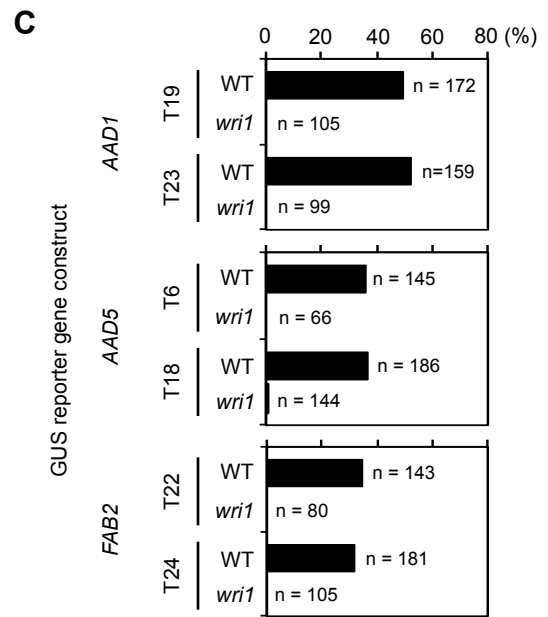 C
0 20 40 60 80 (%)
GUS reporter gene construct
AAD1
T19
WT n = 172
wri1 n = 105
T23
WT n=159
wri1 n = 99
AAD5
T6
WT n = 145
wri1 n = 66
T18
WT n = 186
wri1 n = 144
FAB2
T22
WT n = 143
wri1 n = 80
T24
WT n = 181
wri1 n = 105